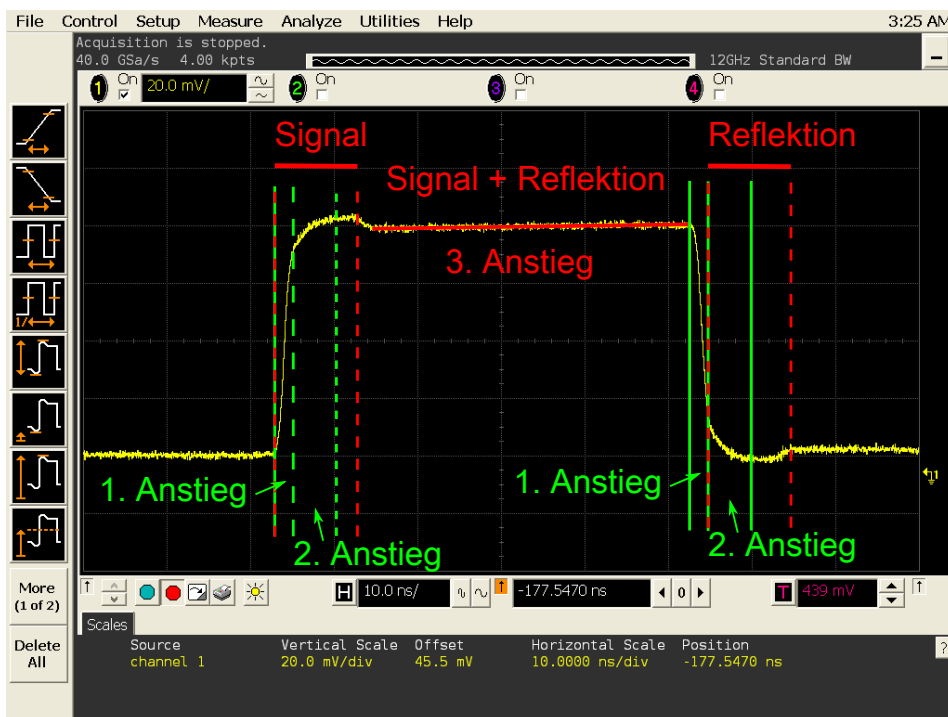 File Control Setup Measure Analyze Utilities Help 3:25 AM
Acquisition is stopped.
40.0 GSa/s 4.00 kpts 12GHz Standard BW
1 On 20.0 mV/ 2 On 3 On 4 On
Signal
Reflektion
Signal + Reflektion
3. Anstieg
1/
1. Anstieg
1. Anstieg
2. Anstieg
2. Anstieg
1
More
(1 of 2)
H 10.0 ns/ T -177.5470 ns 0 T 439 mV
Delete
All
Scales
Source Vertical Scale Offset Horizontal Scale Position
channel 1 20.0 mV/div 45.5 mV 10.0000 ns/div -177.5470 ns
?